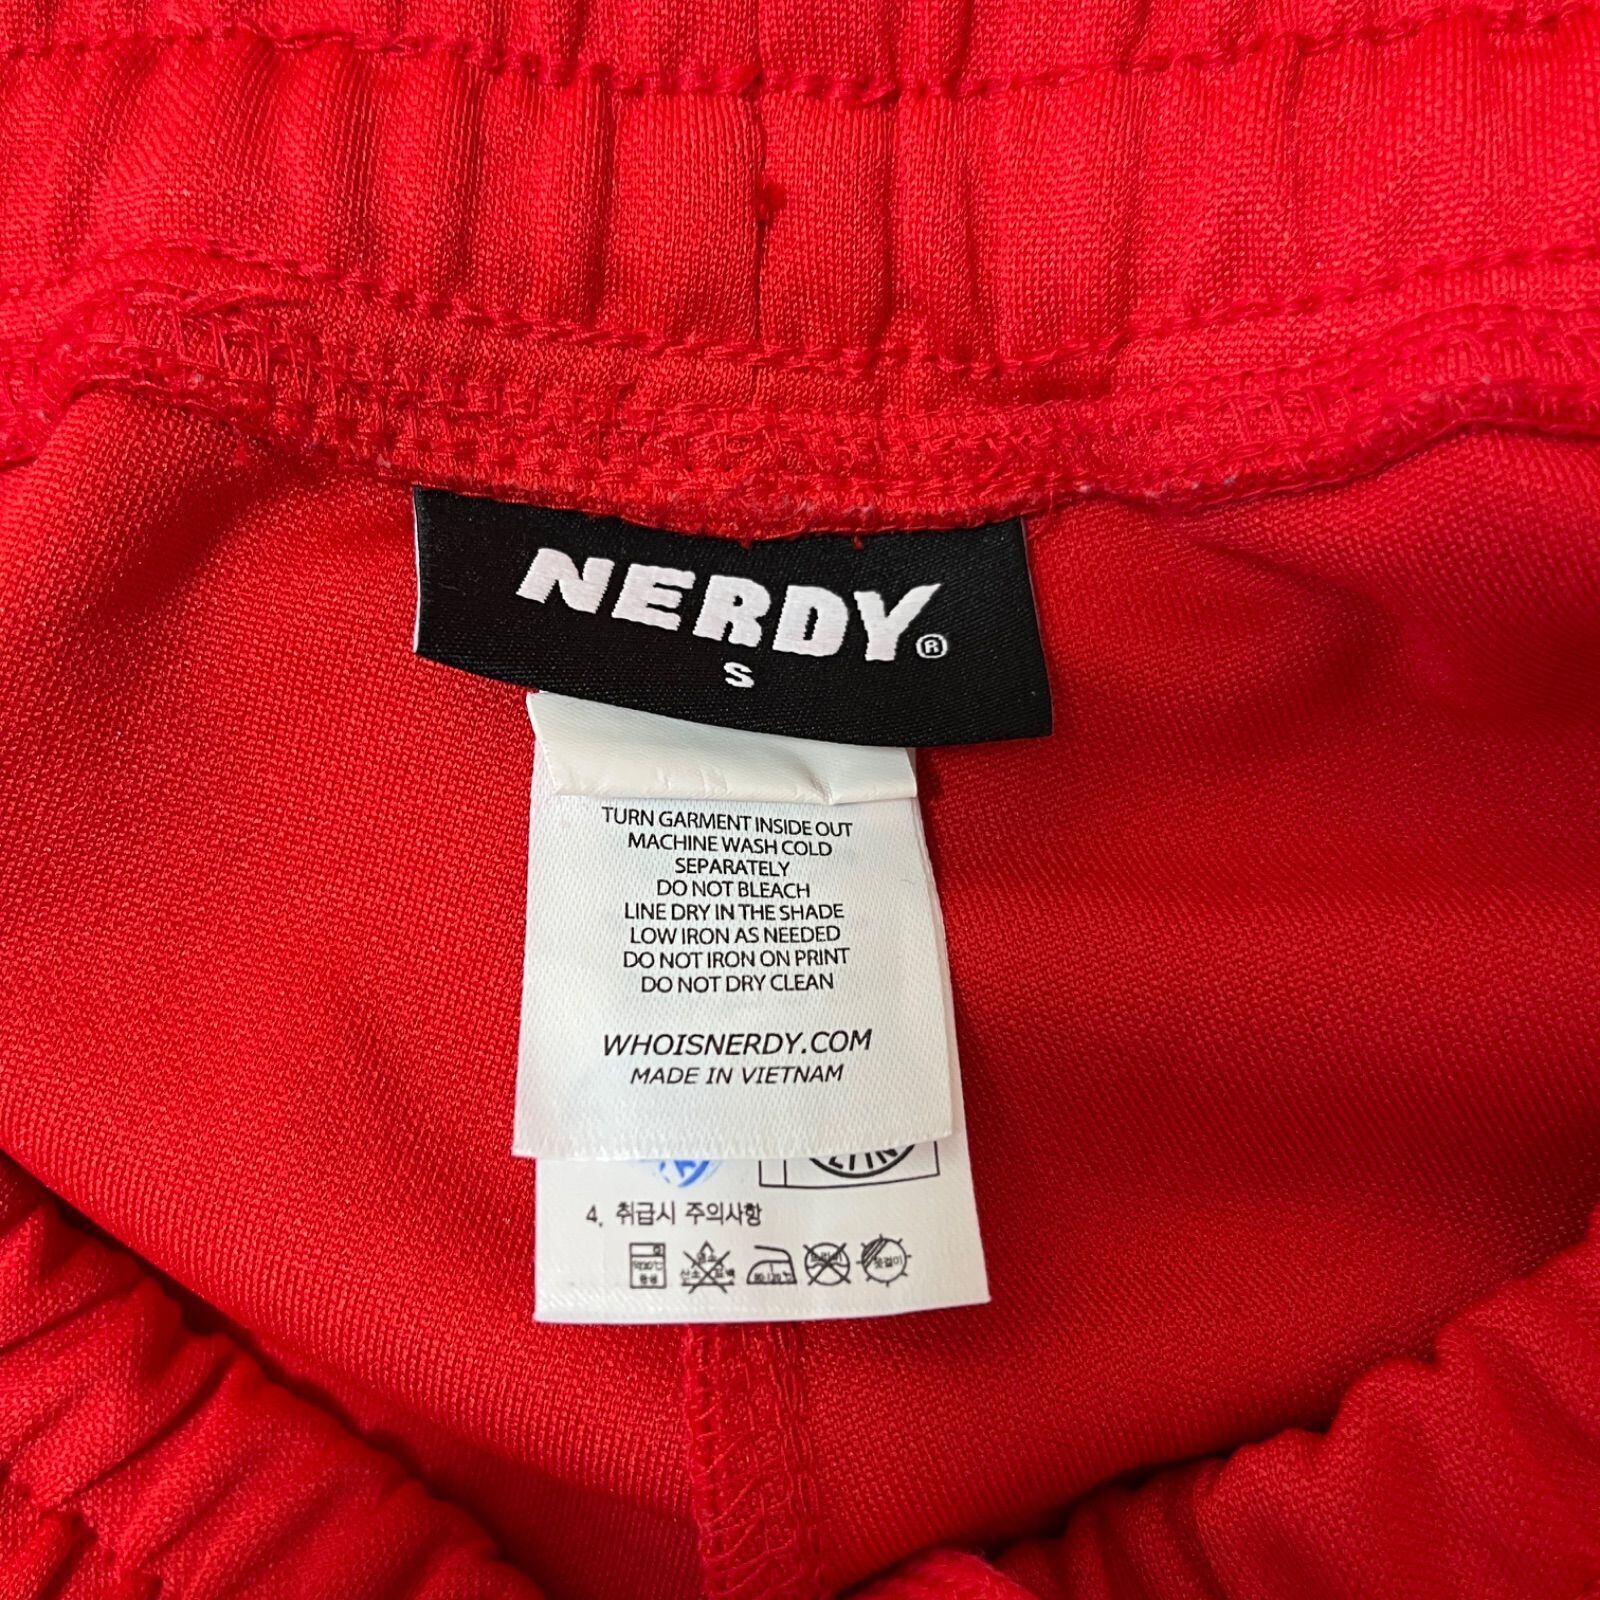 NERDY®
S
TURN GARMENT INSIDE OUT
MACHINE WASH COLD
SEPARATELY
DO NOT BLEACH
LINE DRY IN THE SHADE
LOW IRON AS NEEDED
DO NOT IRON ON PRINT
DO NOT DRY CLEAN
WHOISNERDY.COM
MADE IN VIETNAM
4. 취급시 주의사항